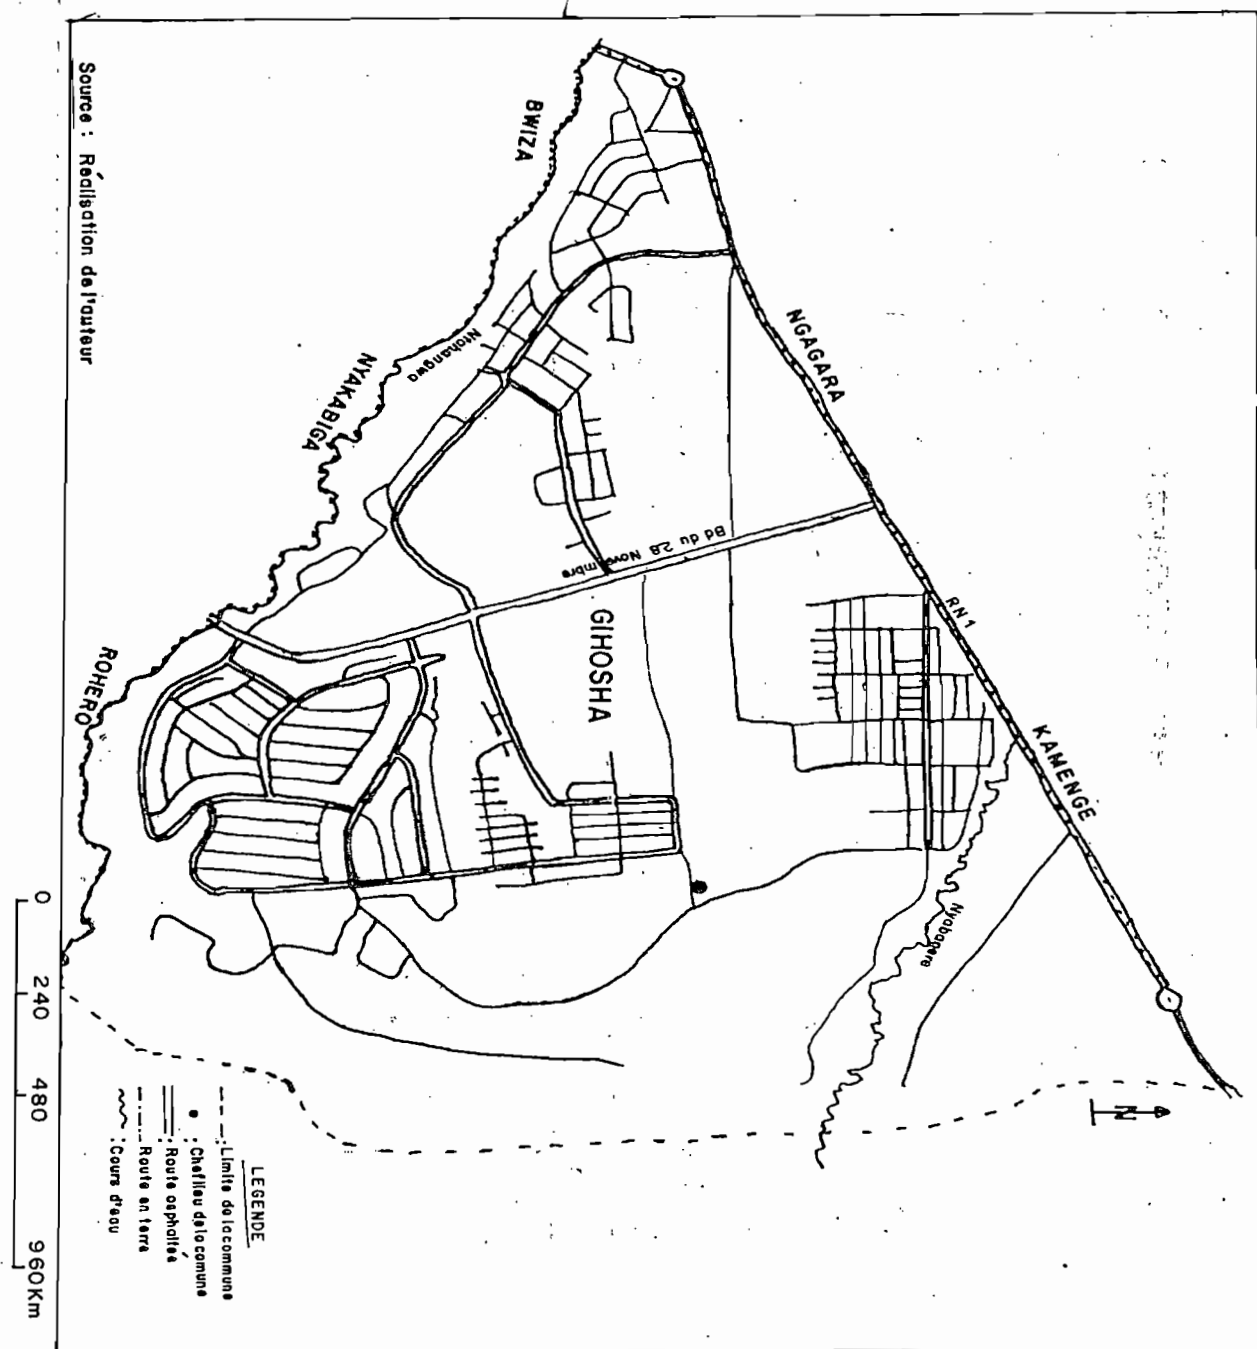 BWIZA
NGAGARA
Ntahangwa
NYAKABIGA
Bd du 28 Novembre
RN1
GIHOSHA
KAMENGE
ROHERO
Nyabagere
N
LEGENDE
--- : Limite de la commune
● : Chef lieu de la comune
: Route asphaltée
: Route en terre
: Cours d'eau
0 240 480 960Km
Source : Réalisation de l'auteur